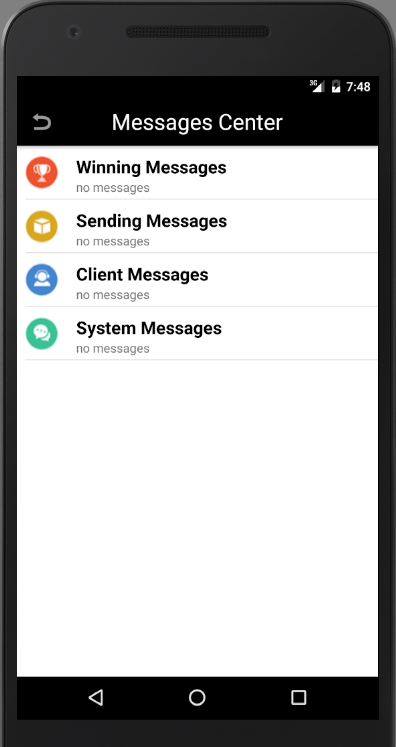 3G 7:48
Messages Center
Winning Messages
no messages
Sending Messages
no messages
Client Messages
no messages
System Messages
no messages